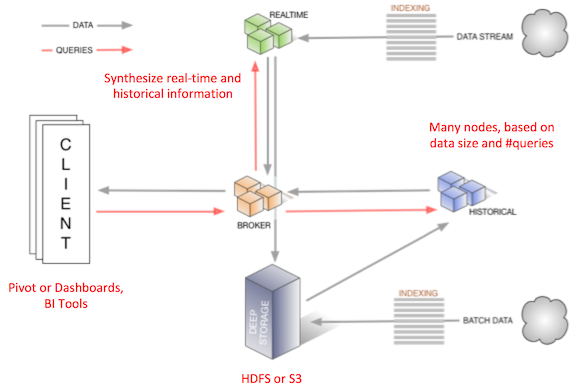 DATA
QUERIES
REALTIME
INDEXING
DATA STREAM
Synthesize real-time and
historical information
Many nodes, based on
data size and #queries
CLIENT
BROKER
HISTORICAL
Pivot or Dashboards,
BI Tools
DEEP
STORAGE
INDEXING
BATCH DATA
HDFS or S3